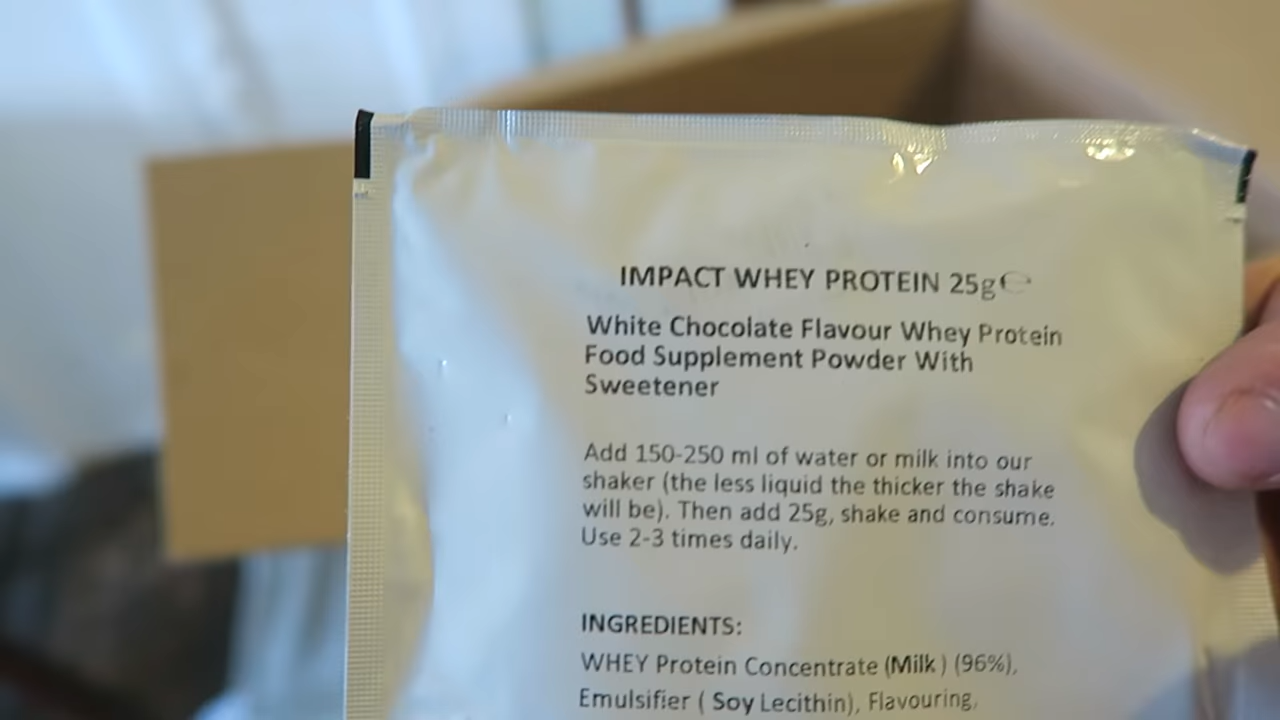 IMPACT WHEY PROTEIN 25g℮
White Chocolate Flavour Whey Protein
Food Supplement Powder With
Sweetener
Add 150-250 ml of water or milk into our
shaker (the less liquid the thicker the shake
will be). Then add 25g, shake and consume.
Use 2-3 times daily.
INGREDIENTS:
WHEY Protein Concentrate (Milk ) (96%),
Emulsifier ( Soy Lecithin), Flavouring,